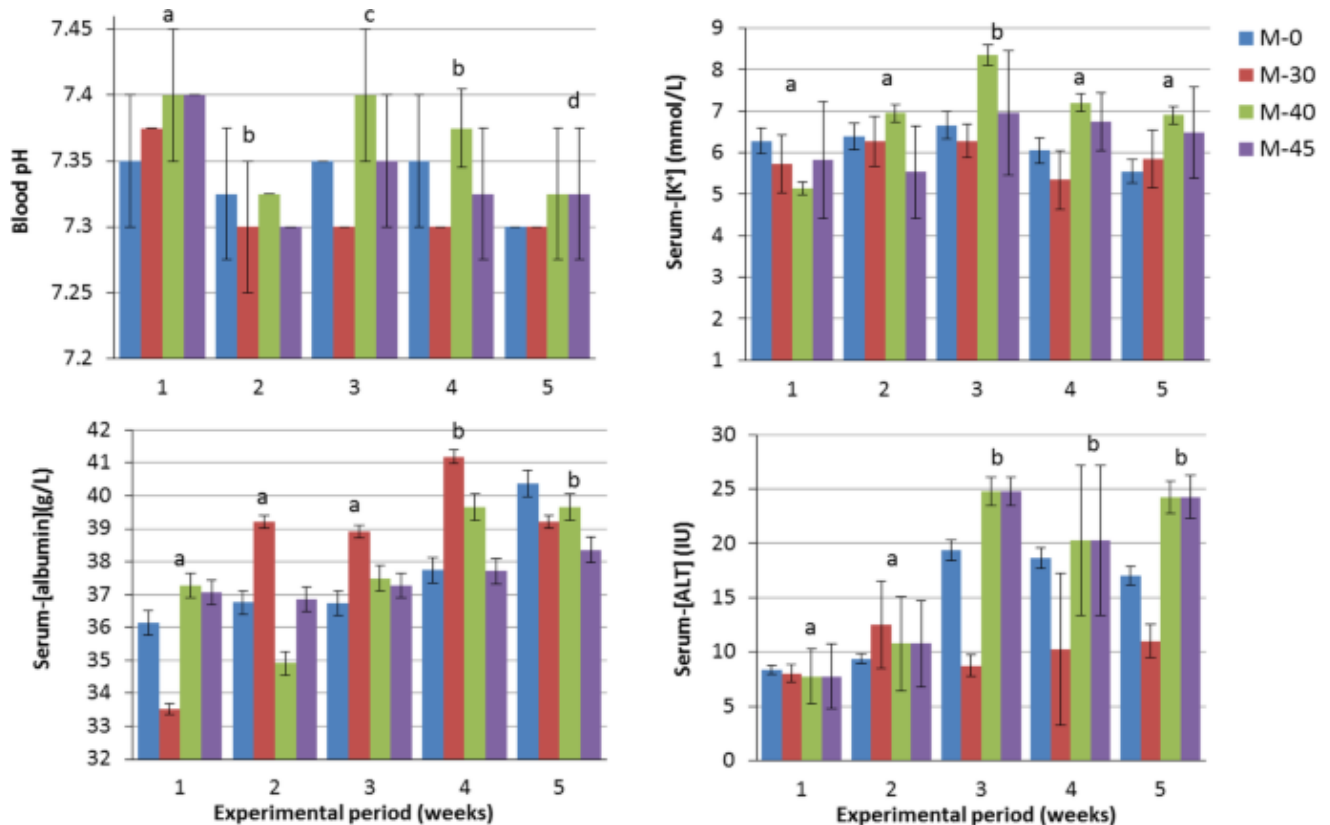 Blood pH
7.45
7.4
7.35
7.3
7.25
7.2
a
b
c
b
d
1 2 3 4 5
Serum-[K⁺] (mmol/L)
9
8
7
6
5
4
3
2
1
a
a
b
a
a
1 2 3 4 5
M-0
M-30
M-40
M-45
Serum-[albumin](g/L)
42
41
40
39
38
37
36
35
34
33
32
a
a
a
b
b
1 2 3 4 5
Experimental period (weeks)
Serum-[ALT] (IU)
30
25
20
15
10
5
0
a
a
b
b
b
1 2 3 4 5
Experimental period (weeks)